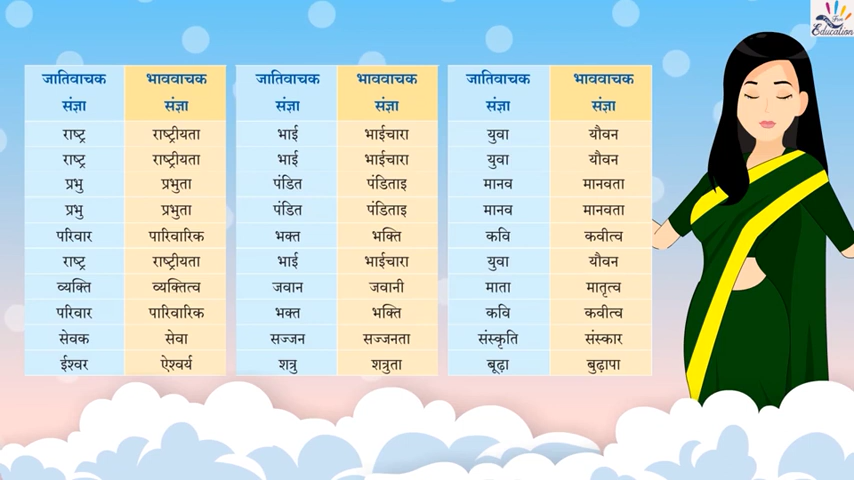 Free
Education
जातिवाचक संज्ञा भाववाचक संज्ञा
राष्ट्र राष्ट्रीयता
राष्ट्र राष्ट्रीयता
प्रभु प्रभुता
प्रभु प्रभुता
परिवार पारिवारिक
राष्ट्र राष्ट्रीयता
व्यक्ति व्यक्तित्व
परिवार पारिवारिक
सेवक सेवा
ईश्वर ऐश्वर्य
जातिवाचक संज्ञा भाववाचक संज्ञा
भाई भाईचारा
भाई भाईचारा
पंडित पंडिताइ
पंडित पंडिताइ
भक्त भक्ति
भाई भाईचारा
जवान जवानी
भक्त भक्ति
सज्जन सज्जनता
शत्रु शत्रुता
जातिवाचक संज्ञा भाववाचक संज्ञा
युवा यौवन
युवा यौवन
मानव मानवता
मानव मानवता
कवि कवीत्व
युवा यौवन
माता मातृत्व
कवि कवीत्व
संस्कृति संस्कार
बूढ़ा बुढ़ापा